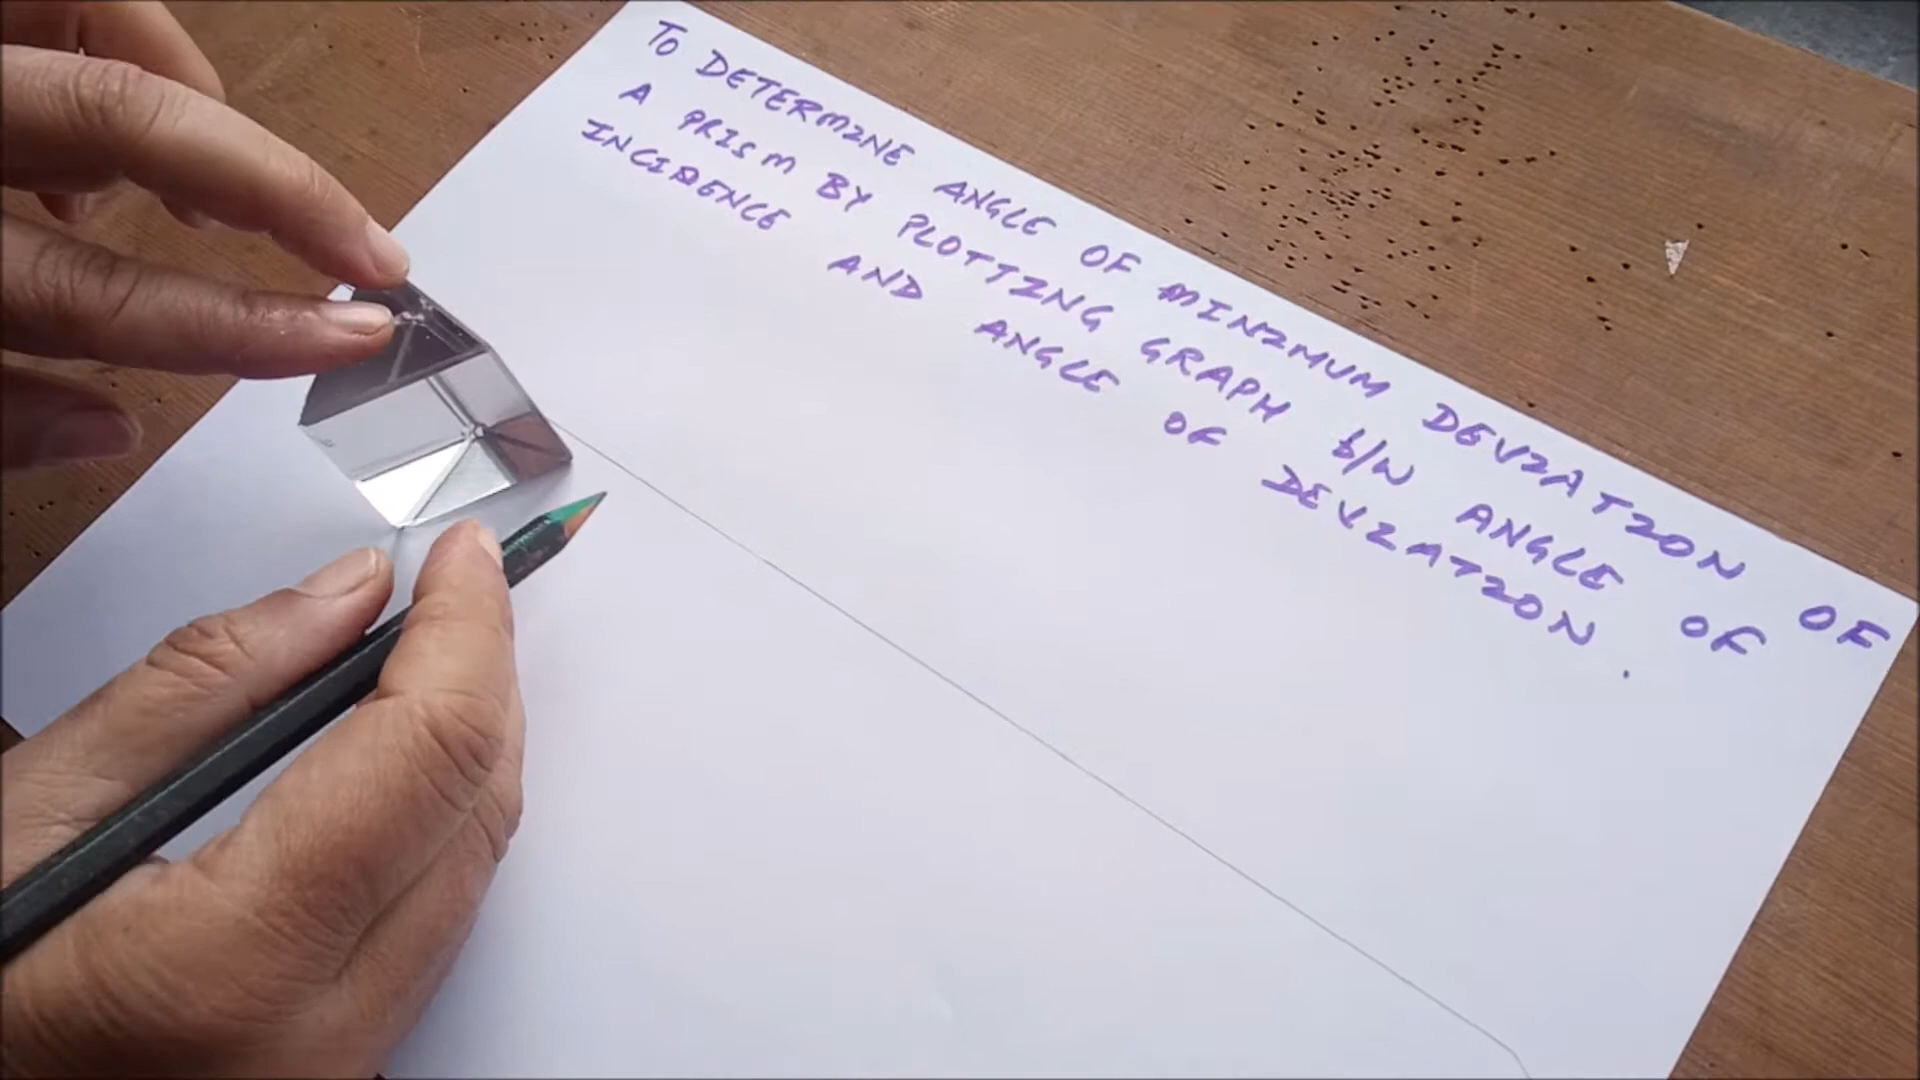 TO DETERMINE ANGLE OF MINIMUM DEVIATION OF
A PRISM BY PLOTTING GRAPH b/w ANGLE OF
INCIDENCE AND ANGLE OF DEVIATION.